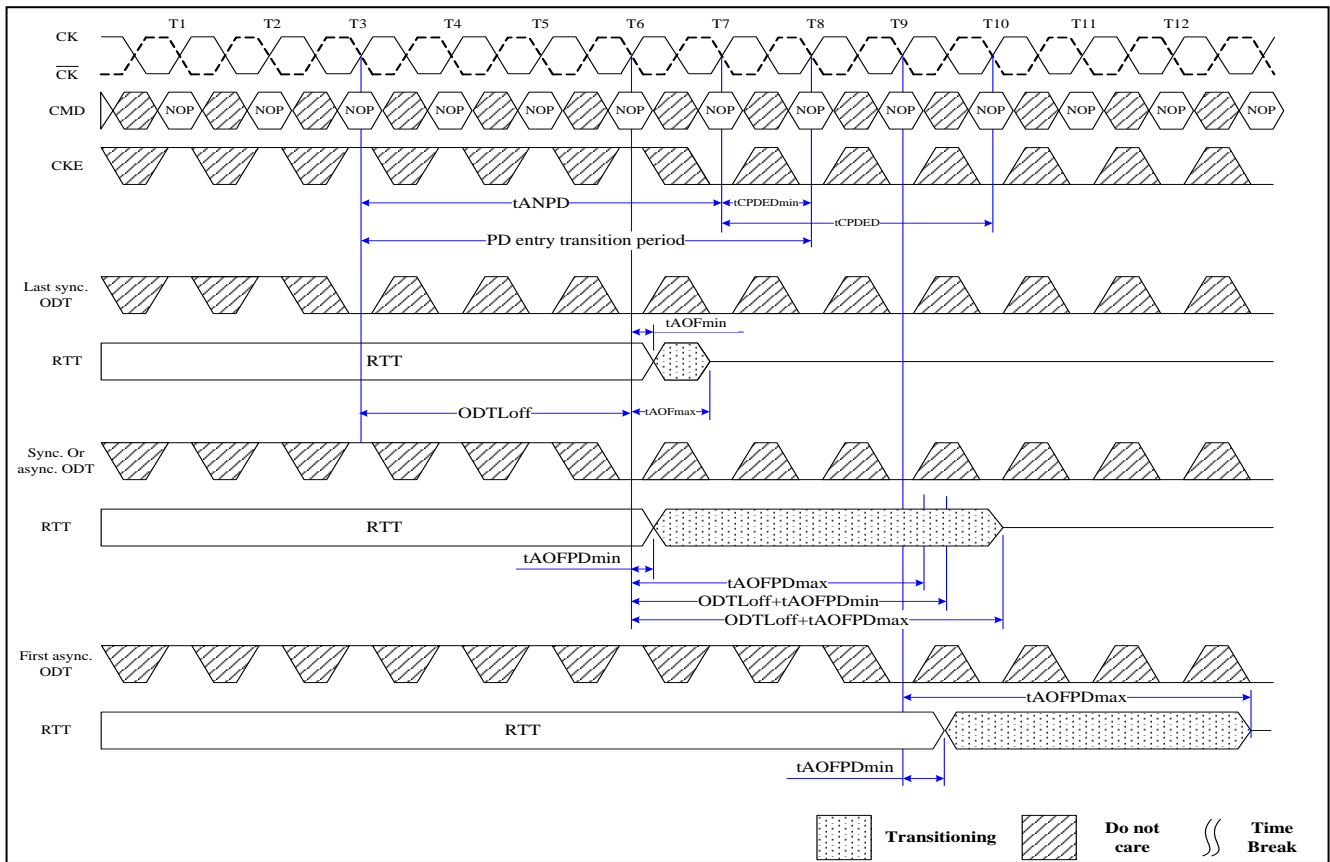 T1 T2 T3 T4 T5 T6 T7 T8 T9 T10 T11 T12
CK
CK
CMD NOP NOP NOP NOP NOP NOP NOP NOP NOP NOP NOP NOP NOP
CKE
tANPD tCPDEDmin
tCPDED
PD entry transition period
Last sync.
ODT
tAOFmin
RTT RTT
ODTLoff tAOFmax
Sync. Or
async. ODT
RTT RTT
tAOFPDmin
tAOFPDmax
ODTLoff+tAOFPDmin
ODTLoff+tAOFPDmax
First async.
ODT
tAOFPDmax
RTT RTT
tAOFPDmin
Transitioning
Do not
care
Time
Break